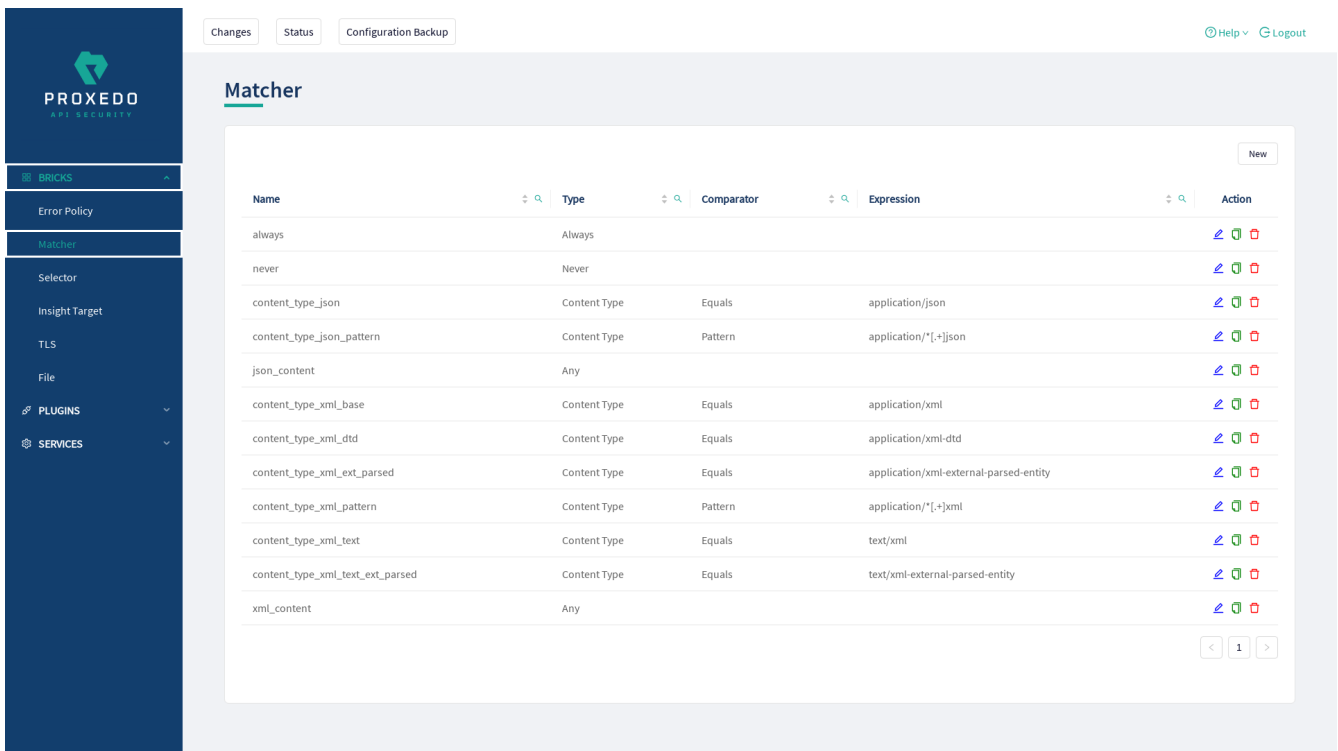 PROXEDO
API SECURITY
BRICKS
Error Policy
Matcher
Selector
Insight Target
TLS
File
PLUGINS
SERVICES
Changes Status Configuration Backup Help Logout
Matcher
New
Name Type Comparator Expression Action
always Always
never Never
content_type_json Content Type Equals application/json
content_type_json_pattern Content Type Pattern application/*[.+]json
json_content Any
content_type_xml_base Content Type Equals application/xml
content_type_xml_dtd Content Type Equals application/xml-dtd
content_type_xml_ext_parsed Content Type Equals application/xml-external-parsed-entity
content_type_xml_pattern Content Type Pattern application/*[.+]xml
content_type_xml_text Content Type Equals text/xml
content_type_xml_text_ext_parsed Content Type Equals text/xml-external-parsed-entity
xml_content Any
< 1 >